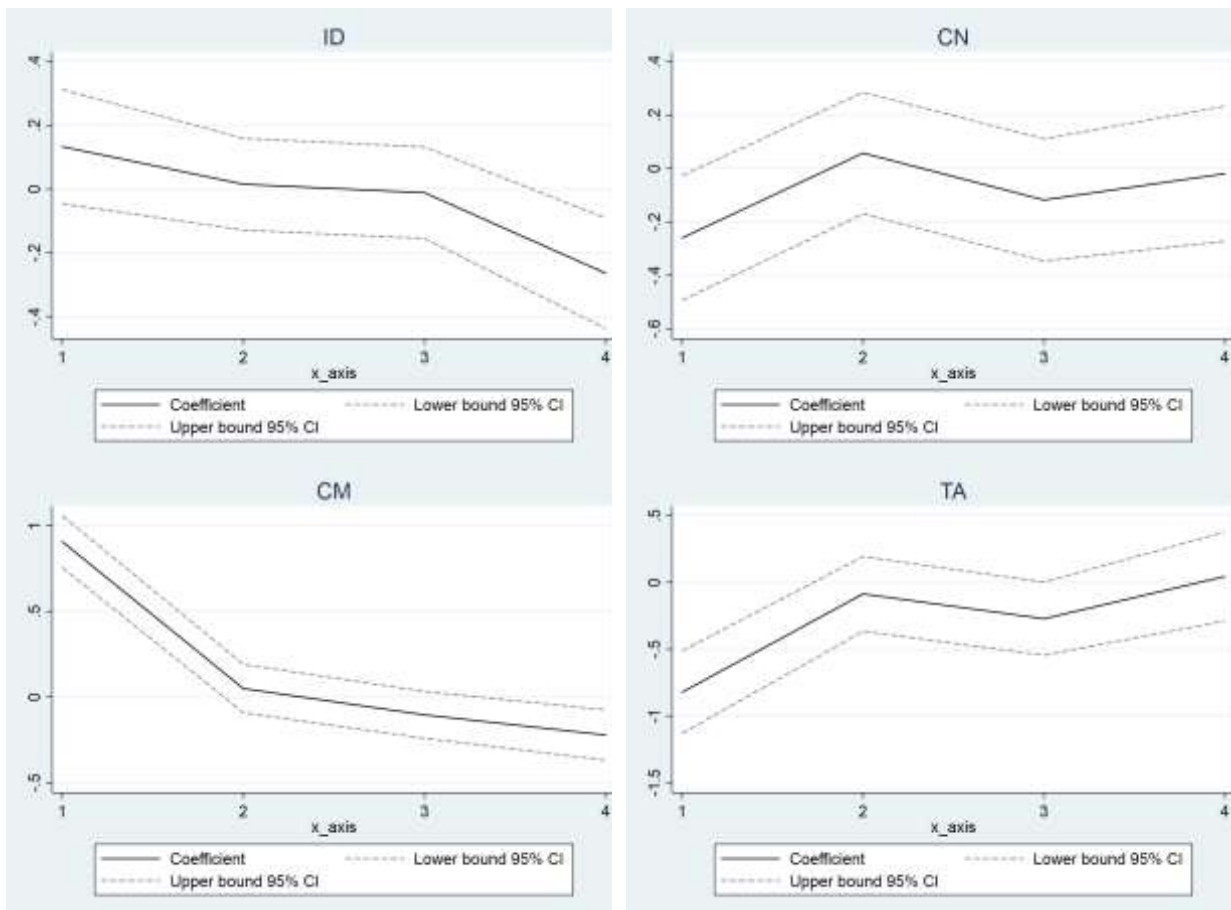 ID
.4
.2
0
-.2
-.4
1 2 3 4
x_axis
Coefficient Lower bound 95% CI
Upper bound 95% CI
CN
.4
.2
0
-.2
-.4
-.6
1 2 3 4
x_axis
Coefficient Lower bound 95% CI
Upper bound 95% CI
CM
1
.5
0
-.5
1 2 3 4
x_axis
Coefficient Lower bound 95% CI
Upper bound 95% CI
TA
.5
0
-.5
-1
-1.5
1 2 3 4
x_axis
Coefficient Lower bound 95% CI
Upper bound 95% CI